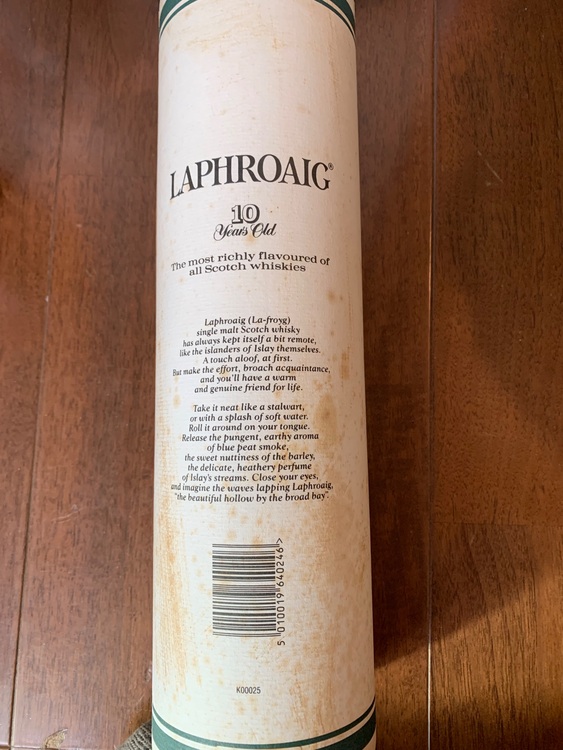 LAPHROAIG®
10
Years Old
The most richly flavoured of
all Scotch whiskies
Laphroaig (La-froyg)
single malt Scotch whisky
has always kept itself a bit remote,
like the islanders of Islay themselves.
A touch aloof, at first.
But make the effort, broach acquaintance,
and you'll have a warm
and genuine friend for life.
Take it neat like a stalwart,
or with a splash of soft water.
Roll it around on your tongue.
Release the pungent, earthy aroma
of blue peat smoke,
the sweet nuttiness of the barley,
the delicate, heathery perfume
of Islay's streams. Close your eyes,
and imagine the waves lapping Laphroaig,
"the beautiful hollow by the broad bay".
5 010019 640246 >
K00025